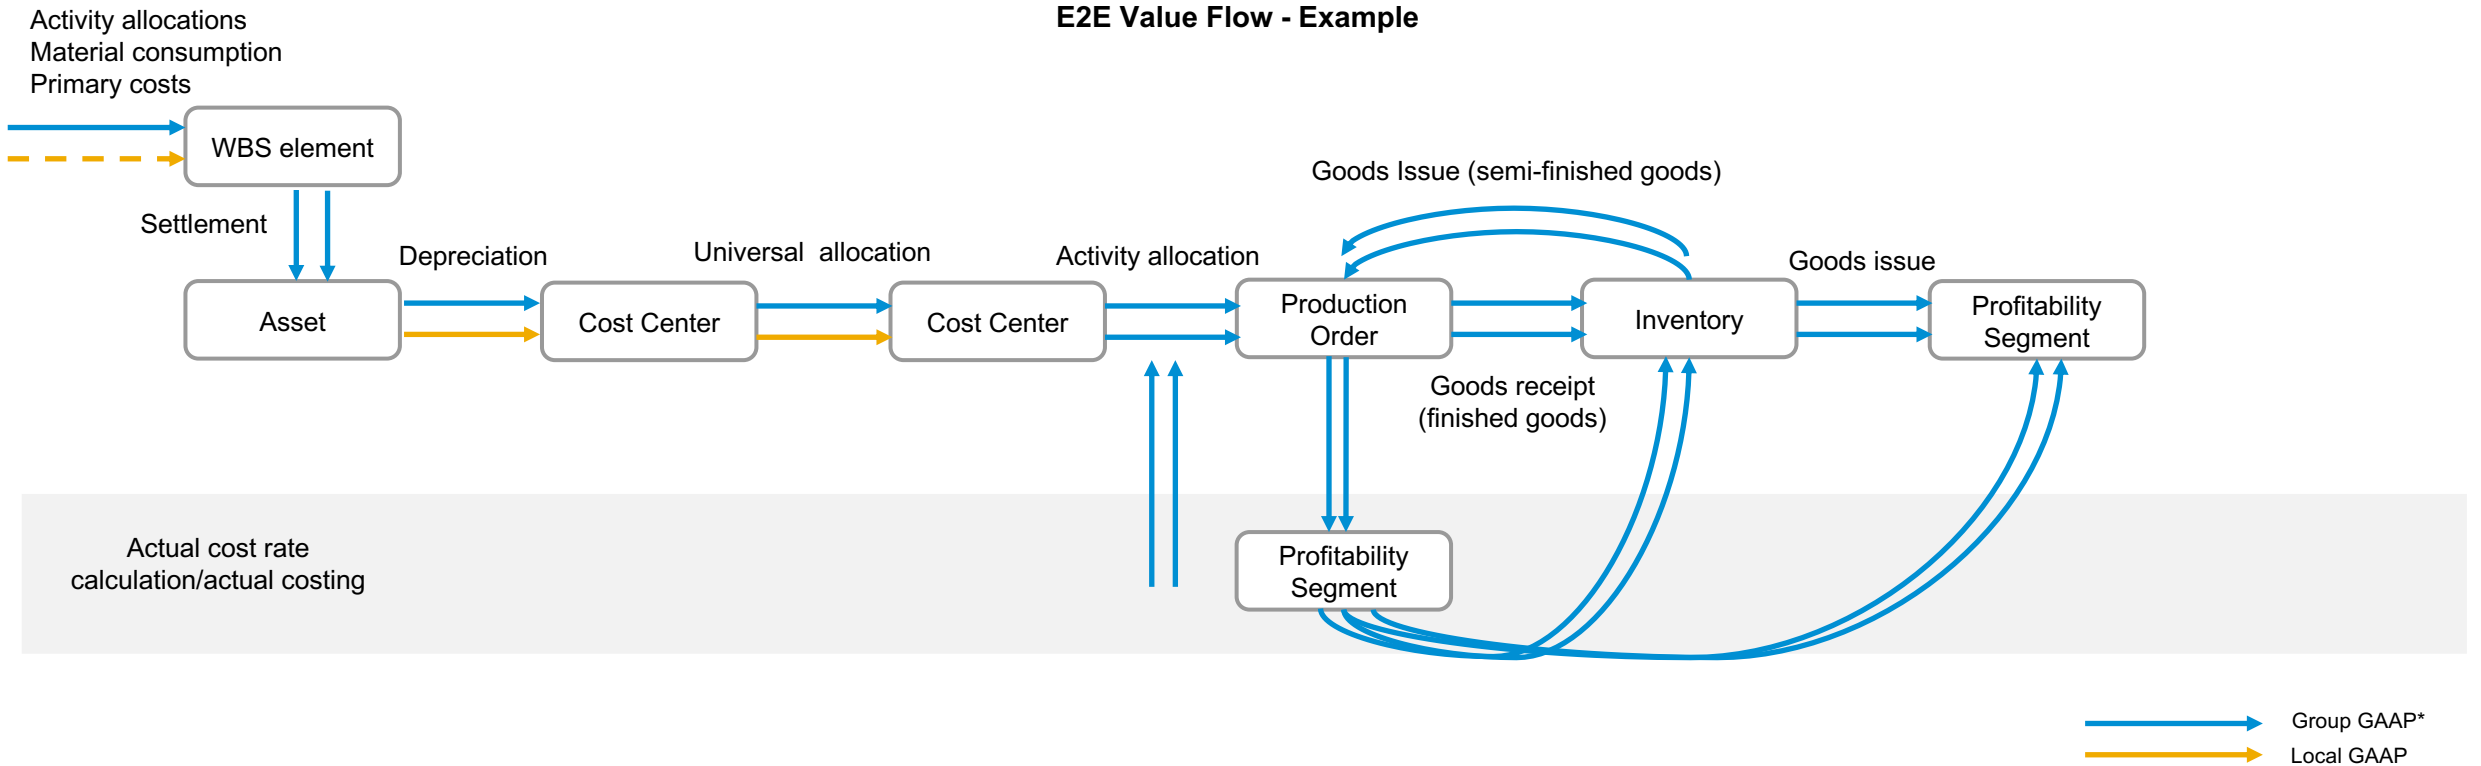 E2E Value Flow - Example
Activity allocations
Material consumption
Primary costs
WBS element
Settlement
Goods Issue (semi-finished goods)
Depreciation
Universal allocation
Activity allocation
Goods issue
Asset
Cost Center
Cost Center
Production
Order
Inventory
Profitability
Segment
Goods receipt
(finished goods)
Actual cost rate
calculation/actual costing
Profitability
Segment
Group GAAP*
Local GAAP